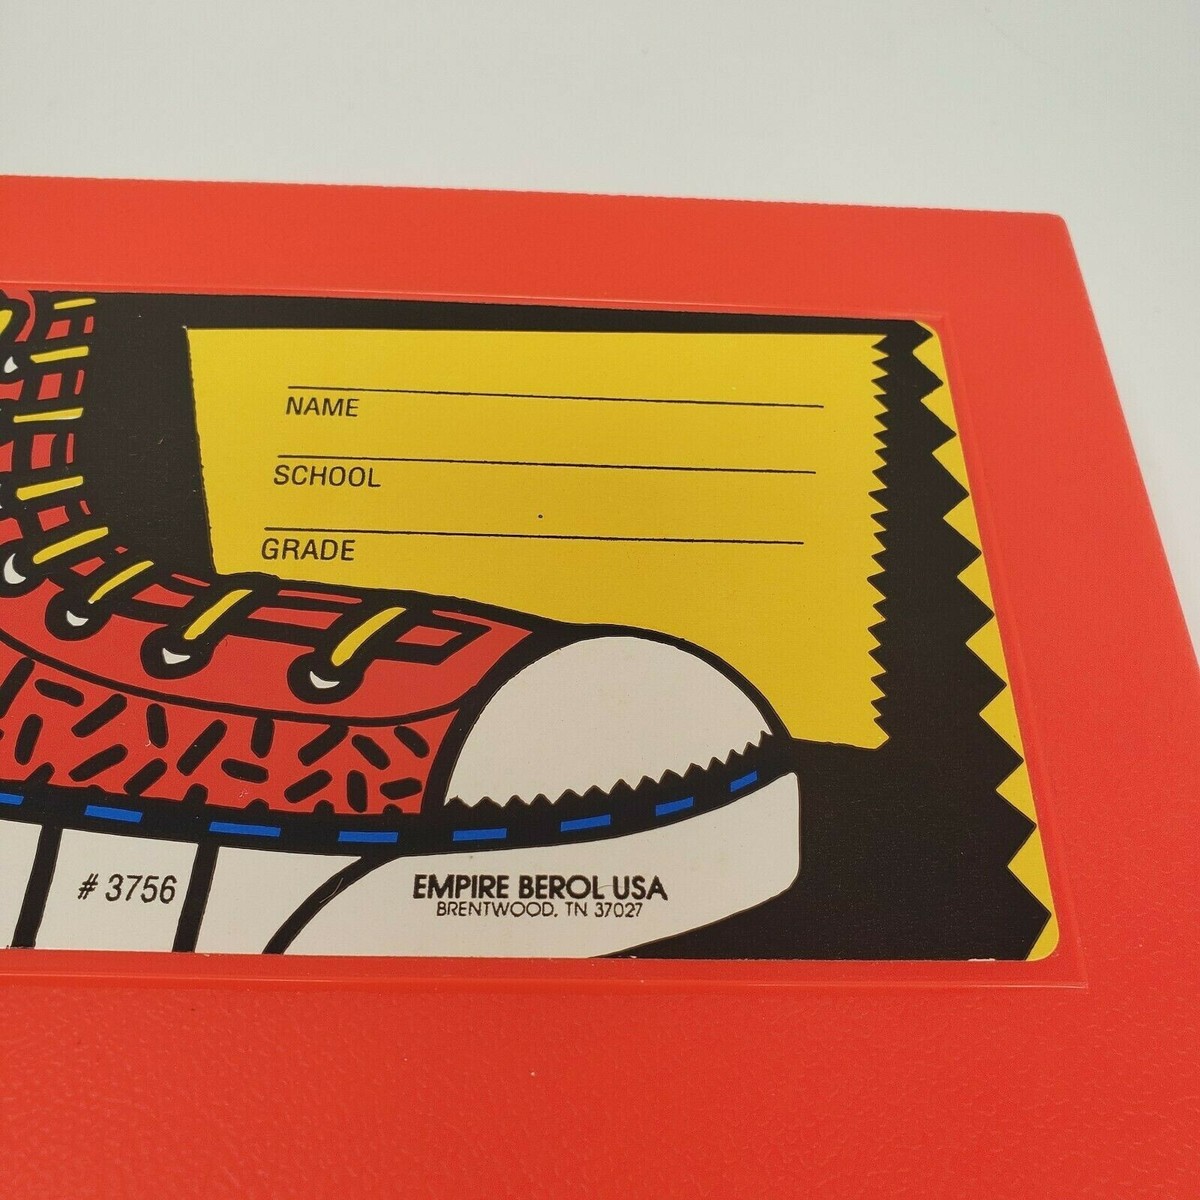 NAME
SCHOOL
GRADE
# 3756
EMPIRE BEROL USA
BRENTWOOD, TN 37027